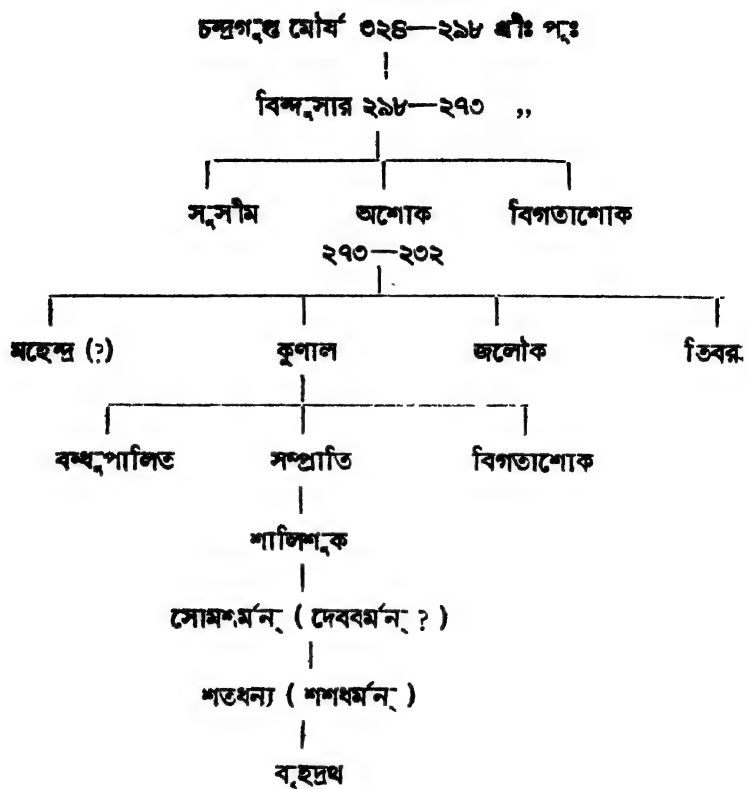 চন্দ্রগুপ্ত মৌর্য ৩২৪—২৯৮ খ্রীঃ পূঃ
বিন্দুসার ২৯৮—২৭৩ ,,
সুসীম অশোক বিগতাশোক
২৭৩—২৩২
মহেন্দ্র (?) কুণাল জলৌক তিবর
বন্ধুপালিত সম্প্রাতি বিগতাশোক
শালিশুক
সোমশর্মন্ ( দেববর্মন্ ? )
শতধন্য ( শশধর্মন্ )
বৃহদ্রথ